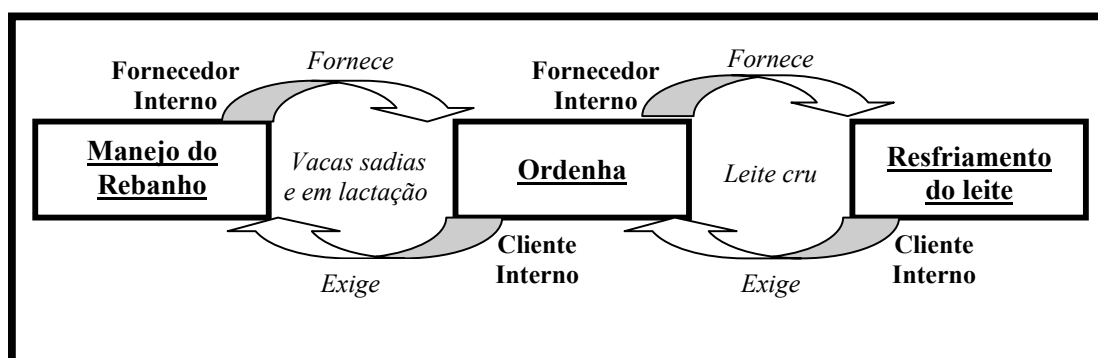 Fornece
Fornecedor
Interno
Fornece
Fornecedor
Interno
Manejo do
Rebanho
Vacas sadias
e em lactação
Ordenha
Leite cru
Resfriamento
do leite
Cliente
Interno
Exige
Cliente
Interno
Exige